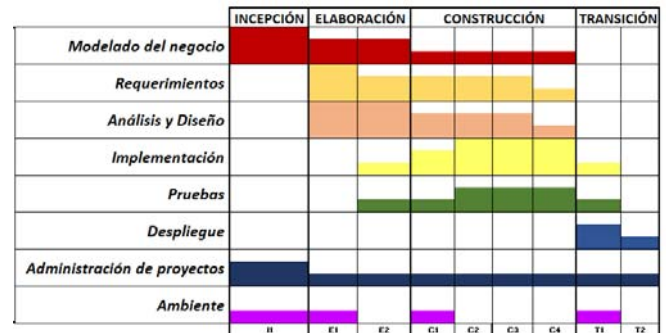 INCEPCIÓN ELABORACIÓN CONSTRUCCIÓN TRANSICIÓN
Modelado del negocio
Requerimientos
Análisis y Diseño
Implementación
Pruebas
Despliegue
Administración de proyectos
Ambiente
I1 E1 E2 C1 C2 C3 C4 T1 T2